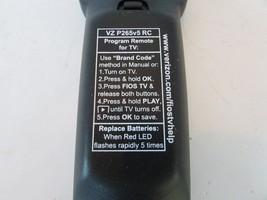 VZ P265v5 RC
Program Remote
for TV:
Use "Brand Code"
method in Manual or:
1.Turn on TV.
2.Press & hold OK.
3.Press FIOS TV &
release both buttons.
4.Press & hold PLAY.
[▶] until TV turns off.
5.Press OK to save.
Replace Batteries:
When Red LED
flashes rapidly 5 times
www.verizon.com/fiostvhelp